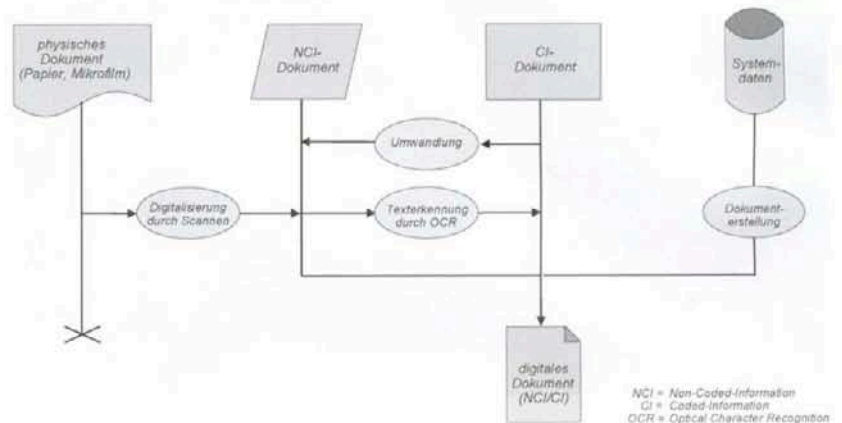 physisches
Dokument
(Papier, Mikrofilm)
NCI-
Dokument
CI-
Dokument
System-
daten
Umwandlung
Digitalisierung
durch Scannen
Texterkennung
durch OCR
Dokument-
erstellung
digitales
Dokument
(NCI/CI)
NCI = Non-Coded-Information
CI = Coded-Information
OCR = Optical Character Recognition